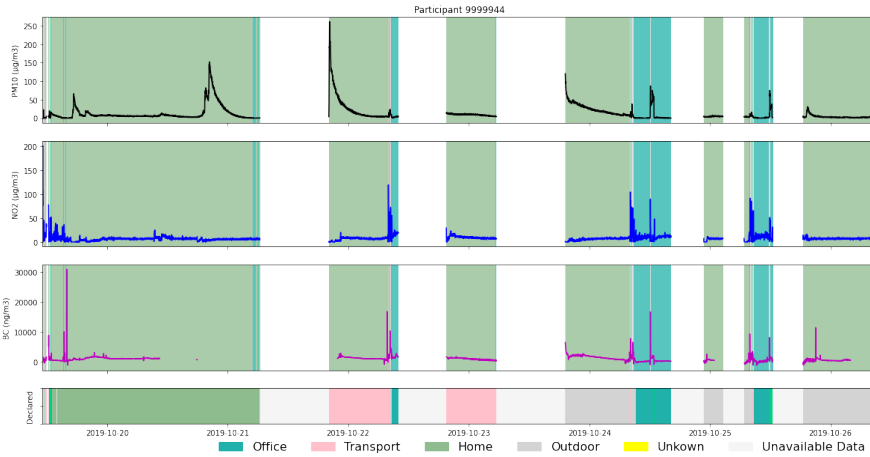 Participant 9999944
PM10 (µg/m3)
250
200
150
100
50
0
NO2 (µg/m3)
200
150
100
50
0
BC (ng/m3)
30000
20000
10000
0
Declared
2019-10-20 2019-10-21 2019-10-22 2019-10-23 2019-10-24 2019-10-25 2019-10-26
Office Transport Home Outdoor Unkown Unavailable Data